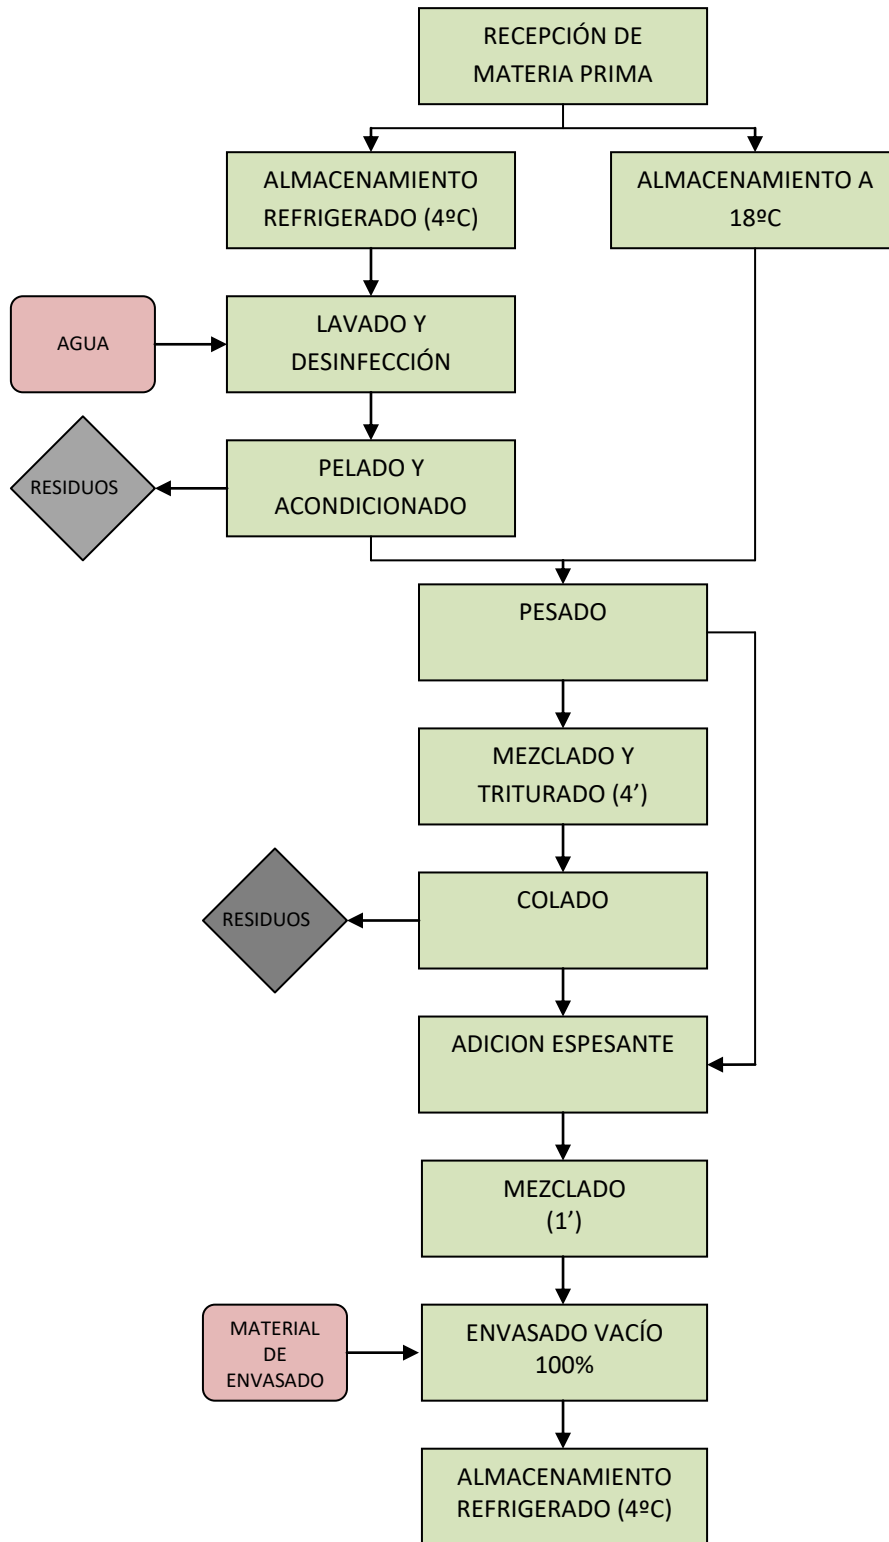 RECEPCIÓN DE
MATERIA PRIMA
ALMACENAMIENTO
REFRIGERADO (4ºC)
ALMACENAMIENTO A
18ºC
AGUA
LAVADO Y
DESINFECCIÓN
RESIDUOS
PELADO Y
ACONDICIONADO
PESADO
MEZCLADO Y
TRITURADO (4’)
RESIDUOS
COLADO
ADICION ESPESANTE
MEZCLADO
(1’)
MATERIAL
DE
ENVASADO
ENVASADO VACÍO
100%
ALMACENAMIENTO
REFRIGERADO (4ºC)